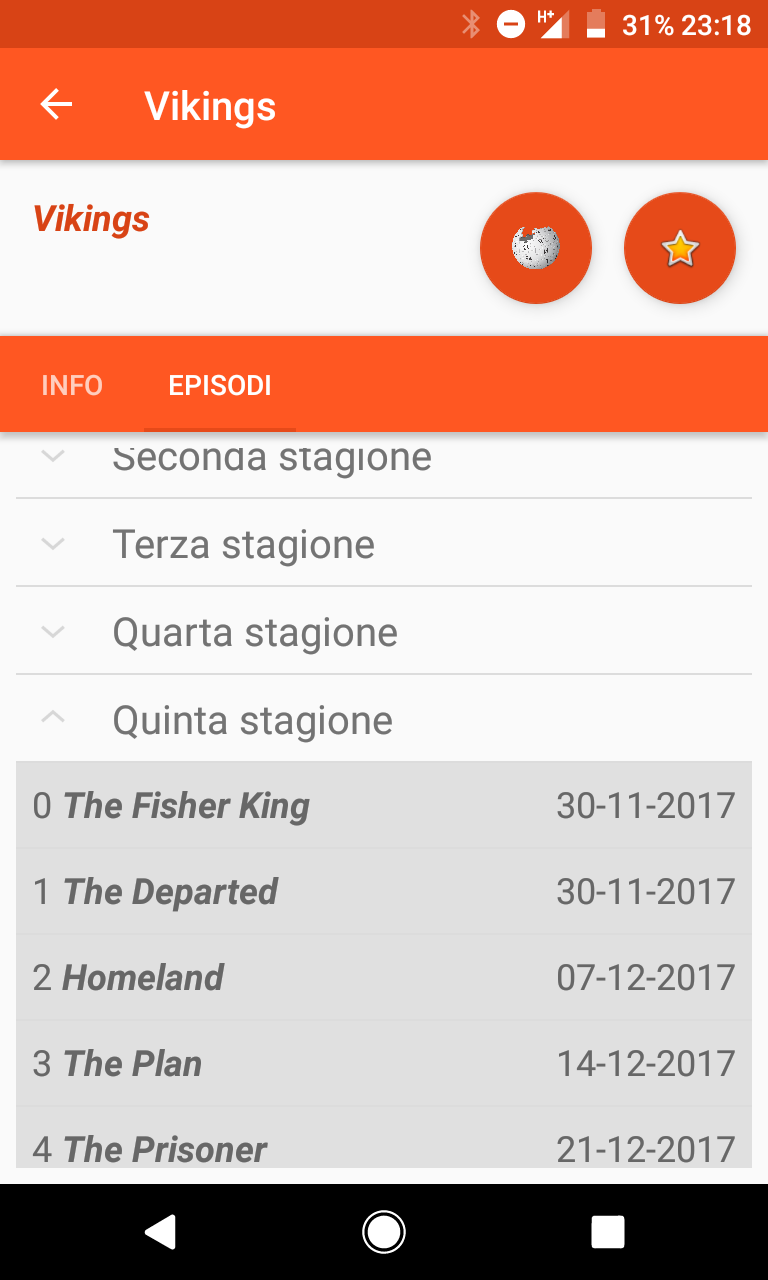 H+ 31% 23:18
Vikings
Vikings
INFO EPISODI
Seconda stagione
Terza stagione
Quarta stagione
Quinta stagione
0 The Fisher King 30-11-2017
1 The Departed 30-11-2017
2 Homeland 07-12-2017
3 The Plan 14-12-2017
4 The Prisoner 21-12-2017